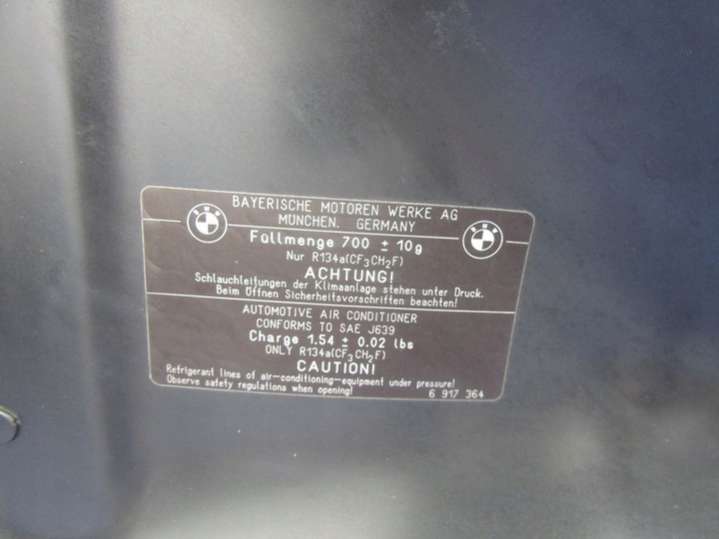 BAYERISCHE MOTOREN WERKE AG
MÜNCHEN, GERMANY
Füllmenge 700 ± 10g
Nur R134a(CF₃CH₂F)
ACHTUNG!
Schlauchleitungen der Klimaanlage stehen unter Druck.
Beim Öffnen Sicherheitsvorschriften beachten!
AUTOMOTIVE AIR CONDITIONER
CONFORMS TO SAE J639
Charge 1.54 ± 0.02 lbs
ONLY R134a(CF₃CH₂F)
CAUTION!
Refrigerant lines of air-conditioning-equipment under pressure!
Observe safety regulations when opening!
6 917 364
BMW
BMW